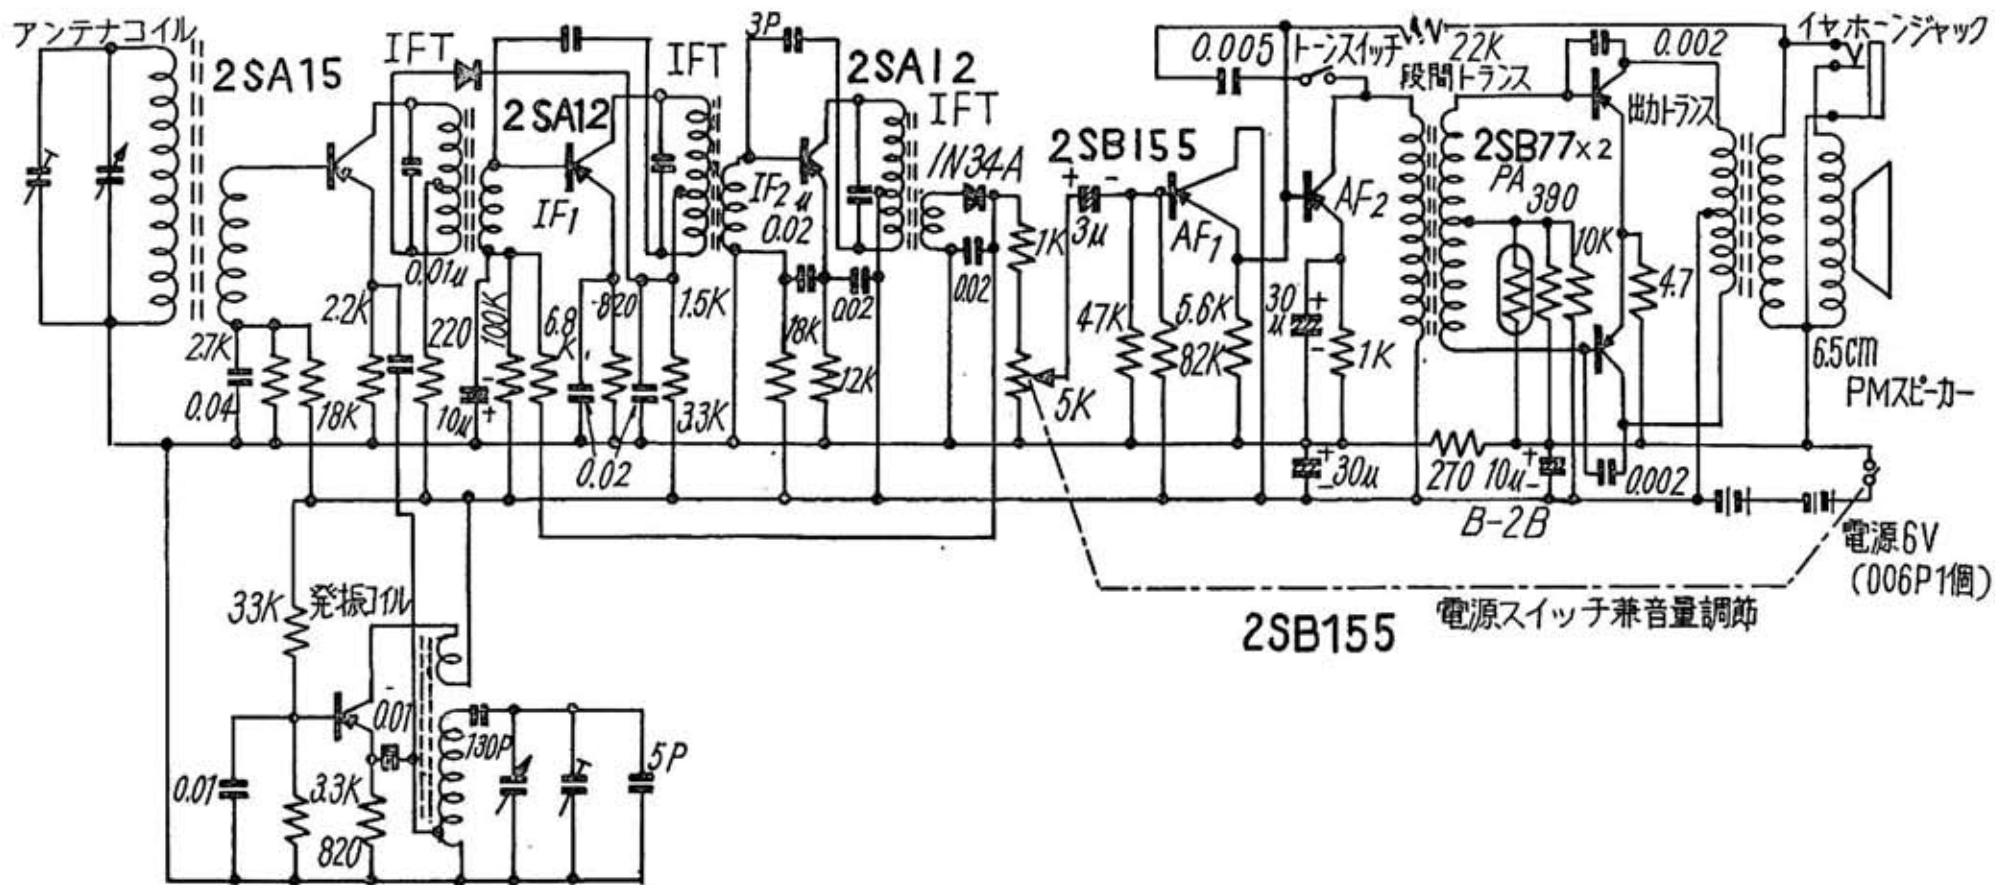 アンテナコイル
2SA15
IFT
2SA12
IF1
IFT
3P
2SA12
IFT
IF2
μ
0.02
1N34A
2SB155
3μ
AF1
0.005
トーンスイッチ
22K
段間トランス
AF2
2SB77×2
PA
390
0.002
出力トランス
イヤホーンジャック
10K
4.7
6.5cm
PMスピーカー
2.7K
0.04
18K
2.2K
0.01μ
220
10μ
100K
6.8K
820
0.02
1.5K
3.3K
18K
0.02
12K
0.02
1K
5K
47K
5.6K
82K
30μ
1K
30μ
270
10μ
0.002
B-2B
電源6V
(006P1個)
電源スイッチ兼音量調節
2SB155
33K
発振コイル
0.01
0.01
3.3K
820
130P
5P